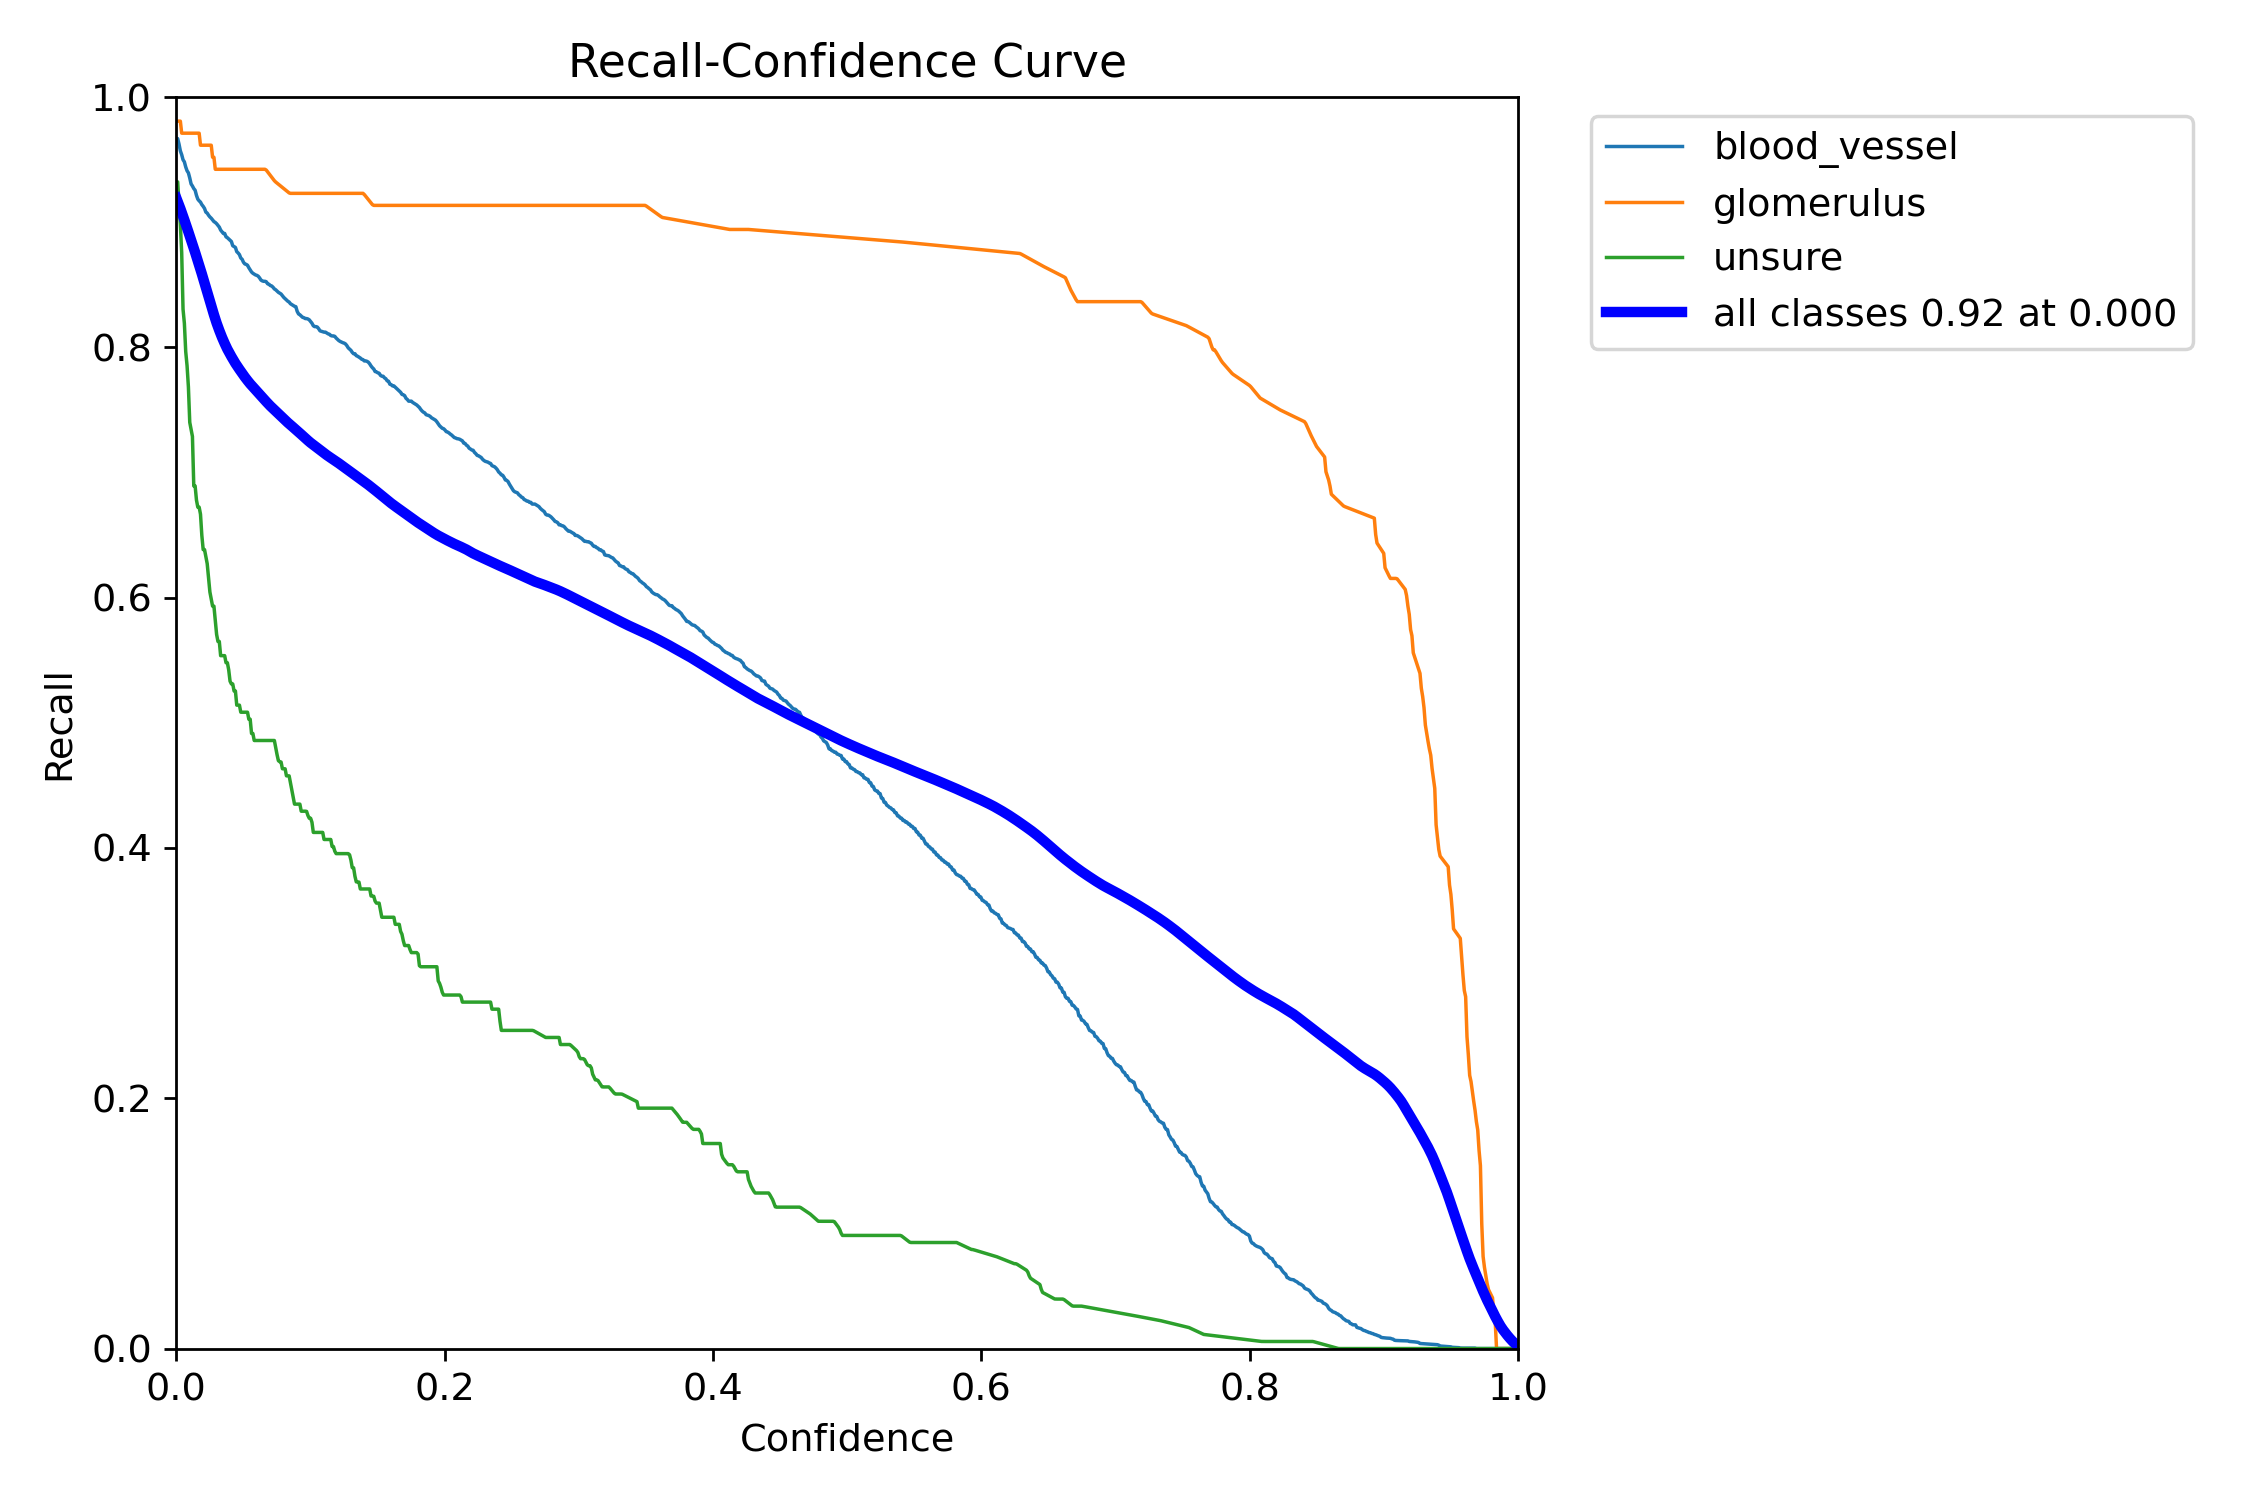 Recall-Confidence Curve
1.0
0.8
0.6
0.4
0.2
0.0
Recall
0.0 0.2 0.4 0.6 0.8 1.0
Confidence
blood_vessel
glomerulus
unsure
all classes 0.92 at 0.000